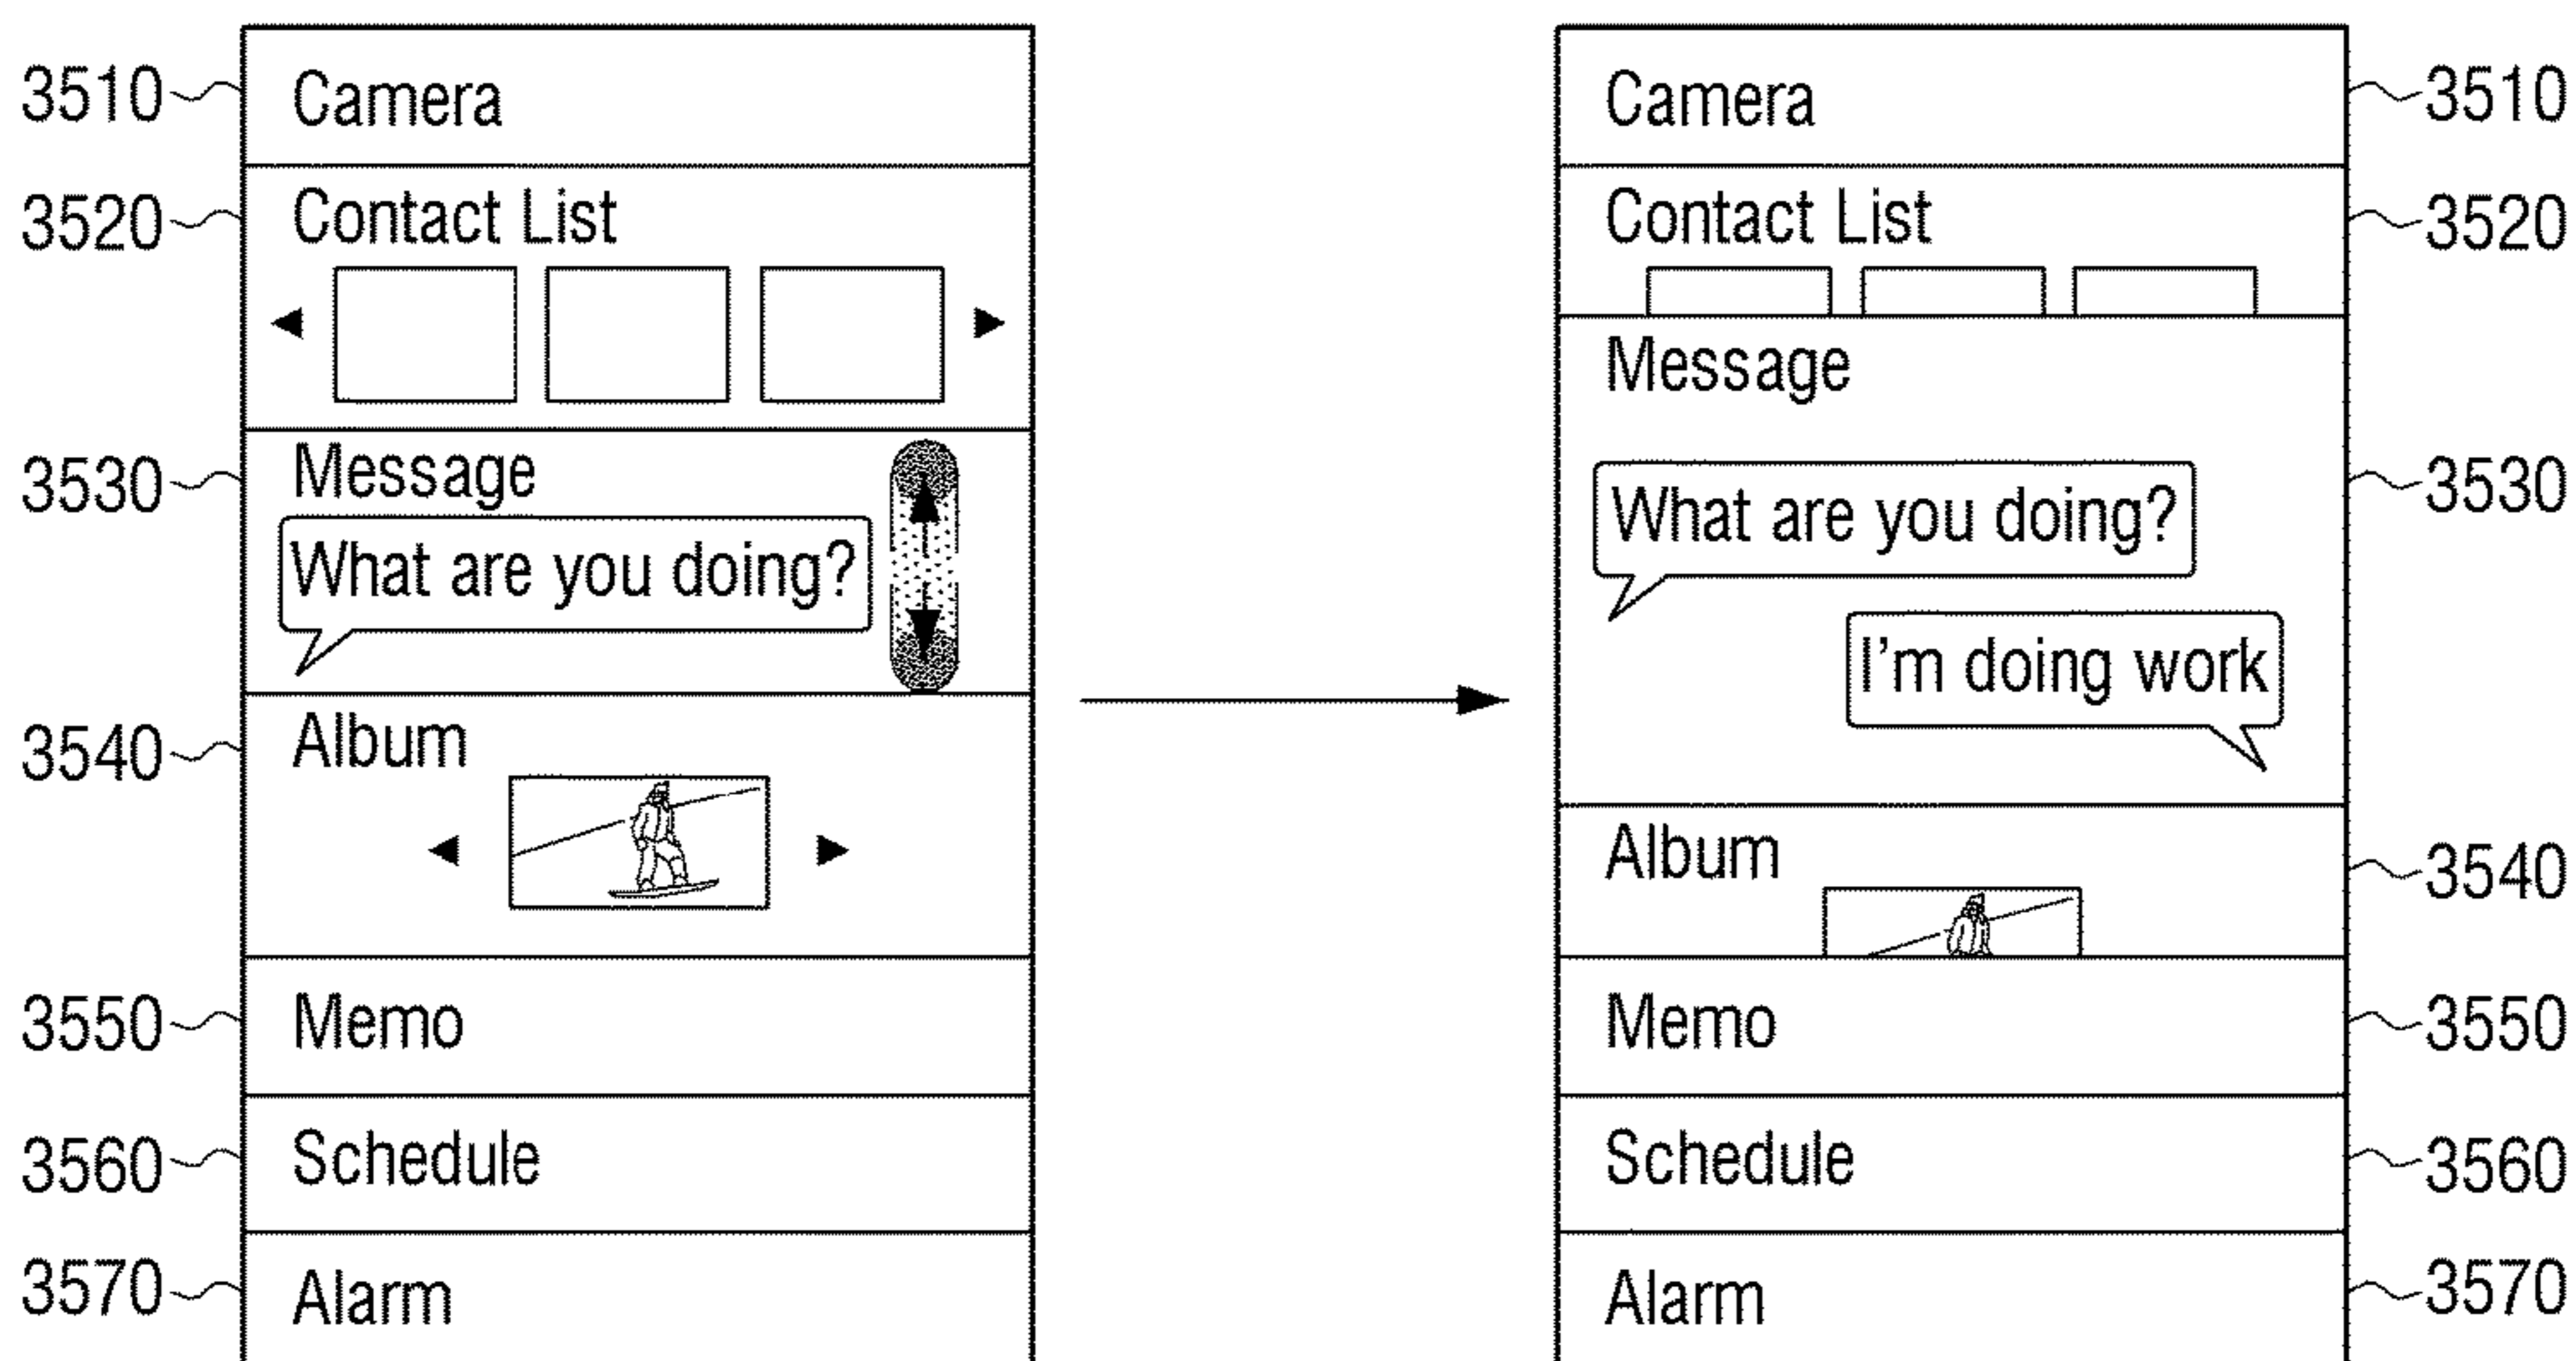 3510
Camera
3520
Contact List
3530
Message
What are you doing?
3540
Album
3550
Memo
3560
Schedule
3570
Alarm
Camera
3510
Contact List
3520
Message
3530
What are you doing?
I'm doing work
Album
3540
Memo
3550
Schedule
3560
Alarm
3570